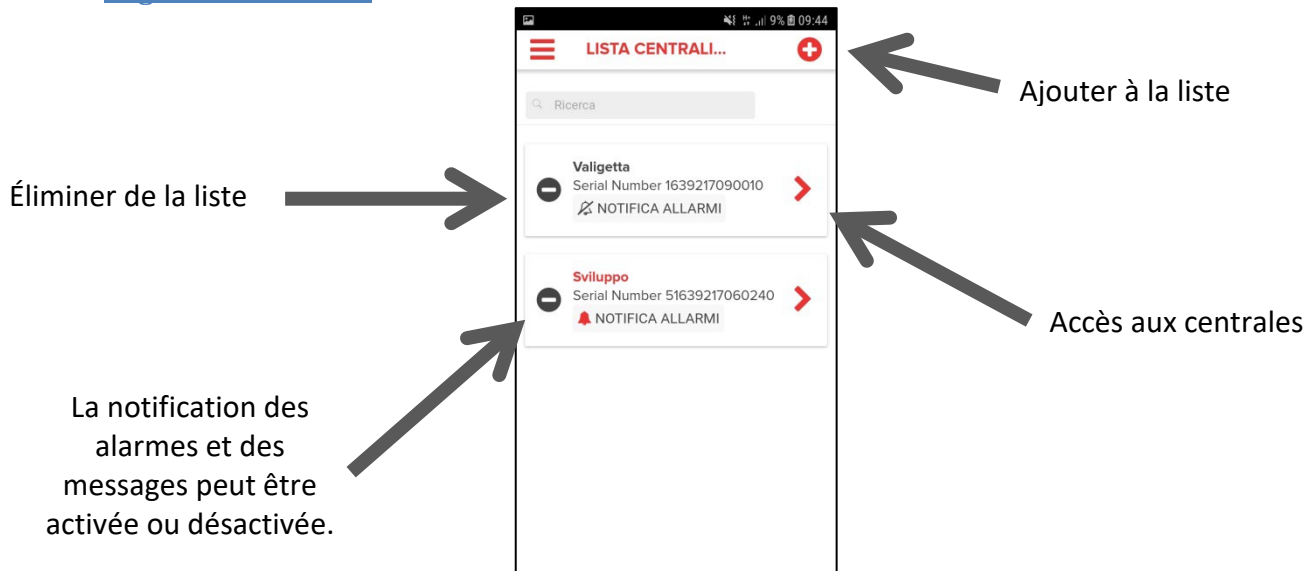 9% 09:44
LISTA CENTRALI...
Ajouter à la liste
Ricerca
Éliminer de la liste
Valigetta
Serial Number 1639217090010
NOTIFICA ALLARMI
Sviluppo
Serial Number 51639217060240
NOTIFICA ALLARMI
Accès aux centrales
La notification des
alarmes et des
messages peut être
activée ou désactivée.